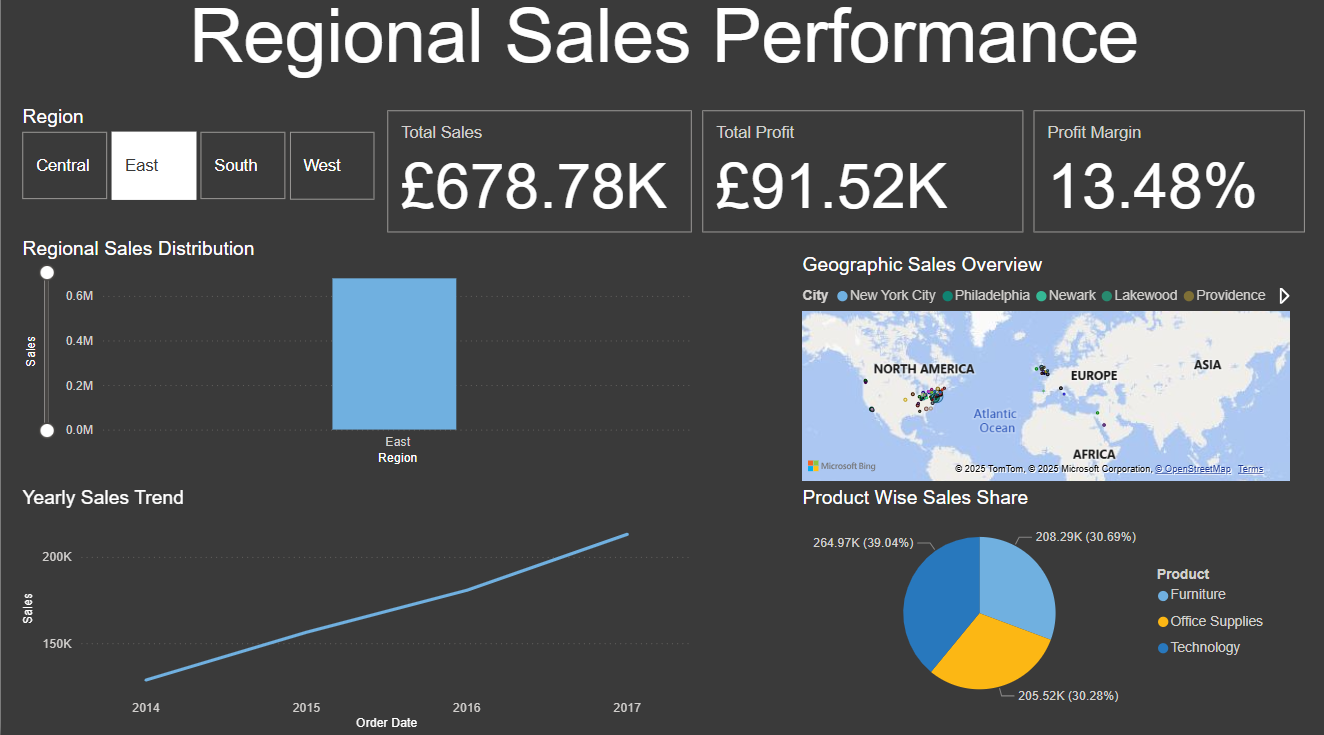 Regional Sales Performance
Region
Central
East
South
West
Total Sales
£678.78K
Total Profit
£91.52K
Profit Margin
13.48%
Regional Sales Distribution
Sales
0.6M
0.4M
0.2M
0.0M
East
Region
Geographic Sales Overview
City New York City Philadelphia Newark Lakewood Providence
NORTH AMERICA
EUROPE
ASIA
Atlantic
Ocean
AFRICA
Microsoft Bing
© 2025 TomTom, © 2025 Microsoft Corporation, © OpenStreetMap Terms
Yearly Sales Trend
Sales
200K
150K
2014 2015 2016 2017
Order Date
Product Wise Sales Share
264.97K (39.04%)
208.29K (30.69%)
205.52K (30.28%)
Product
Furniture
Office Supplies
Technology